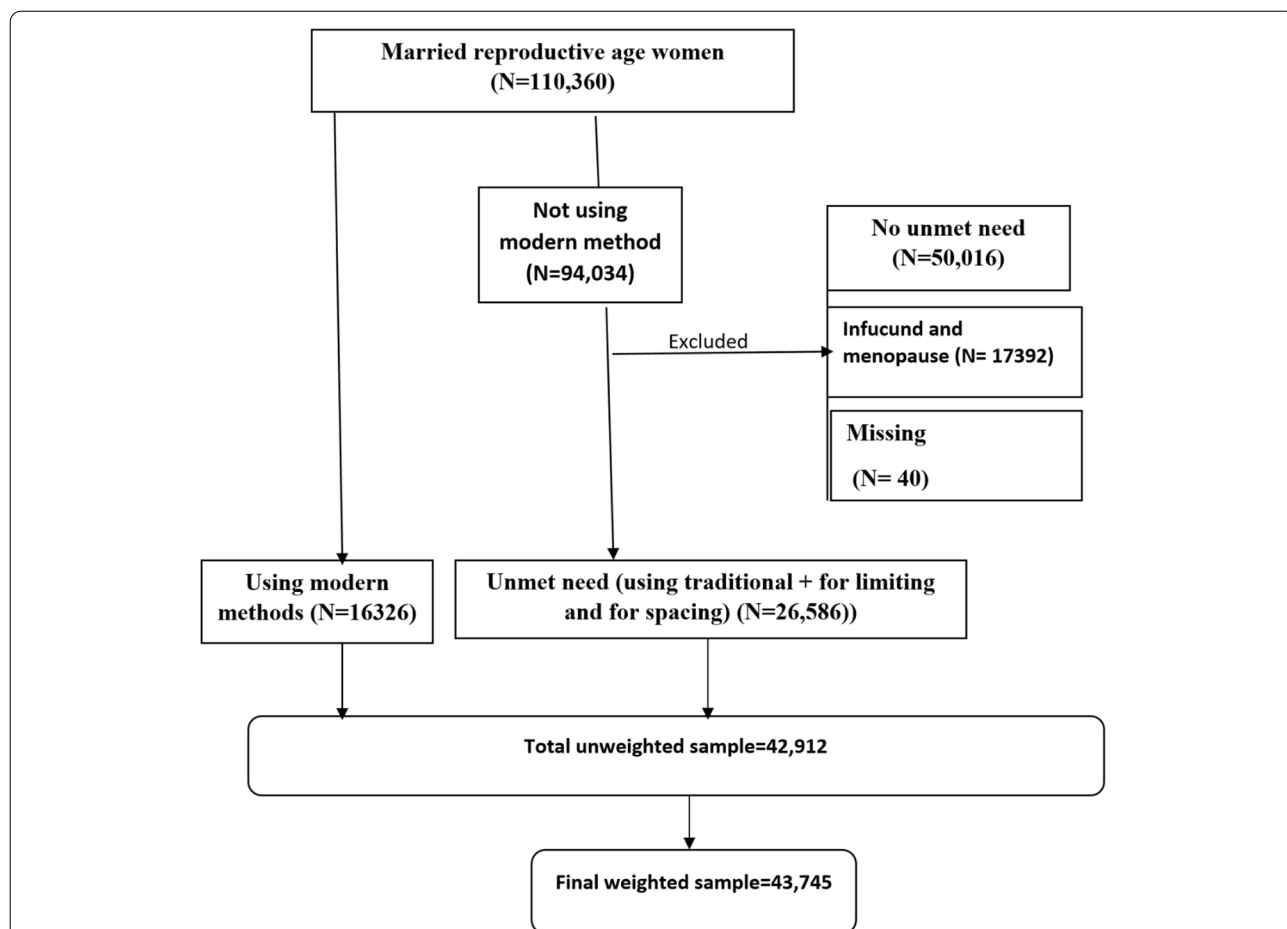 Married reproductive age women
(N=110,360)
Not using
modern method
(N=94,034)
No unmet need
(N=50,016)
Excluded
Infucund and
menopause (N= 17392)
Missing
(N= 40)
Using modern
methods (N=16326)
Unmet need (using traditional + for limiting
and for spacing) (N=26,586))
Total unweighted sample=42,912
Final weighted sample=43,745